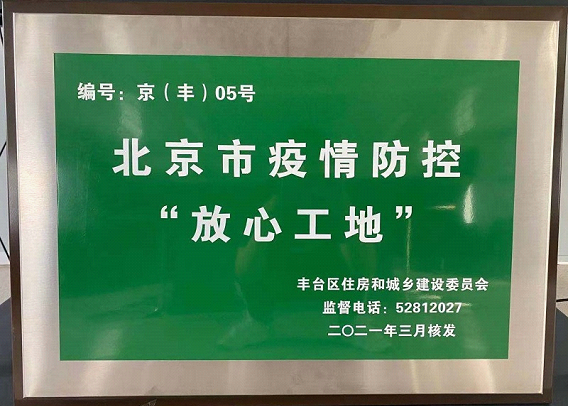 编号：京（丰）05号
北京市疫情防控
“放心工地”
丰台区住房和城乡建设委员会
监督电话：52812027
二〇二一年三月核发